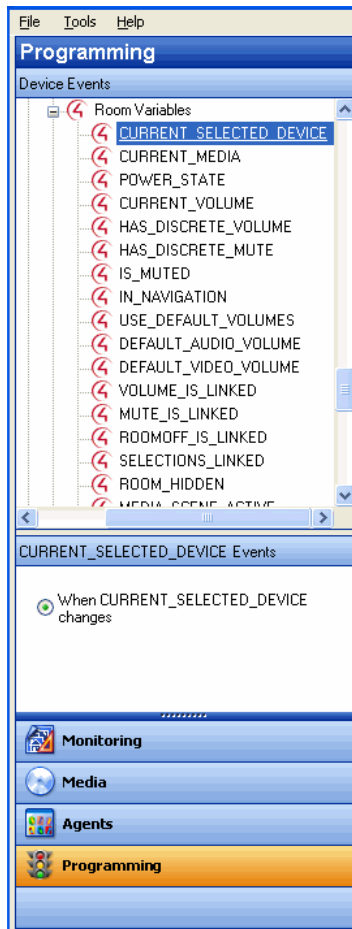 File Tools Help
Programming
Device Events
Room Variables
CURRENT_SELECTED_DEVICE
CURRENT_MEDIA
POWER_STATE
CURRENT_VOLUME
HAS_DISCRETE_VOLUME
HAS_DISCRETE_MUTE
IS_MUTED
IN_NAVIGATION
USE_DEFAULT_VOLUMES
DEFAULT_AUDIO_VOLUME
DEFAULT_VIDEO_VOLUME
VOLUME_IS_LINKED
MUTE_IS_LINKED
ROOMOFF_IS_LINKED
SELECTIONS_LINKED
ROOM_HIDDEN
MEDIA_SCENE_ACTIVE
CURRENT_SELECTED_DEVICE Events
When CURRENT_SELECTED_DEVICE
changes
Monitoring
Media
Agents
Programming